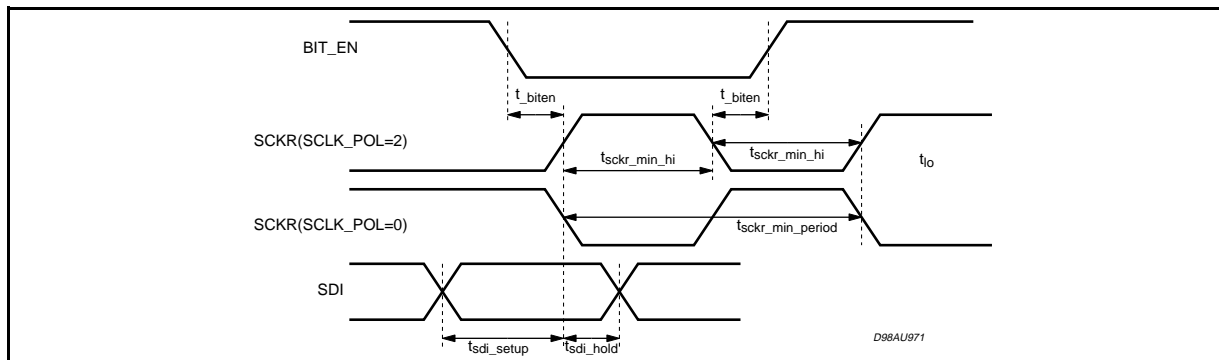 BIT_EN
t_biten
t_biten
SCKR(SCLK_POL=2)
tsckr_min_hi
tsckr_min_hi
tlo
SCKR(SCLK_POL=0)
tsckr_min_period
SDI
tsdi_setup
tsdi_hold
D98AU971